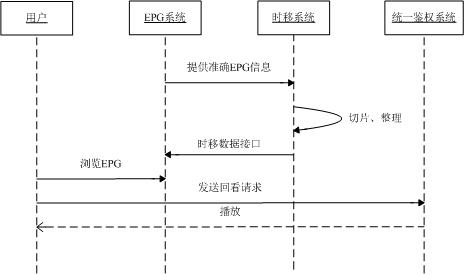 用户
EPG系统
时移系统
统一鉴权系统
提供准确EPG信息
切片、整理
时移数据接口
浏览EPG
发送回看请求
播放